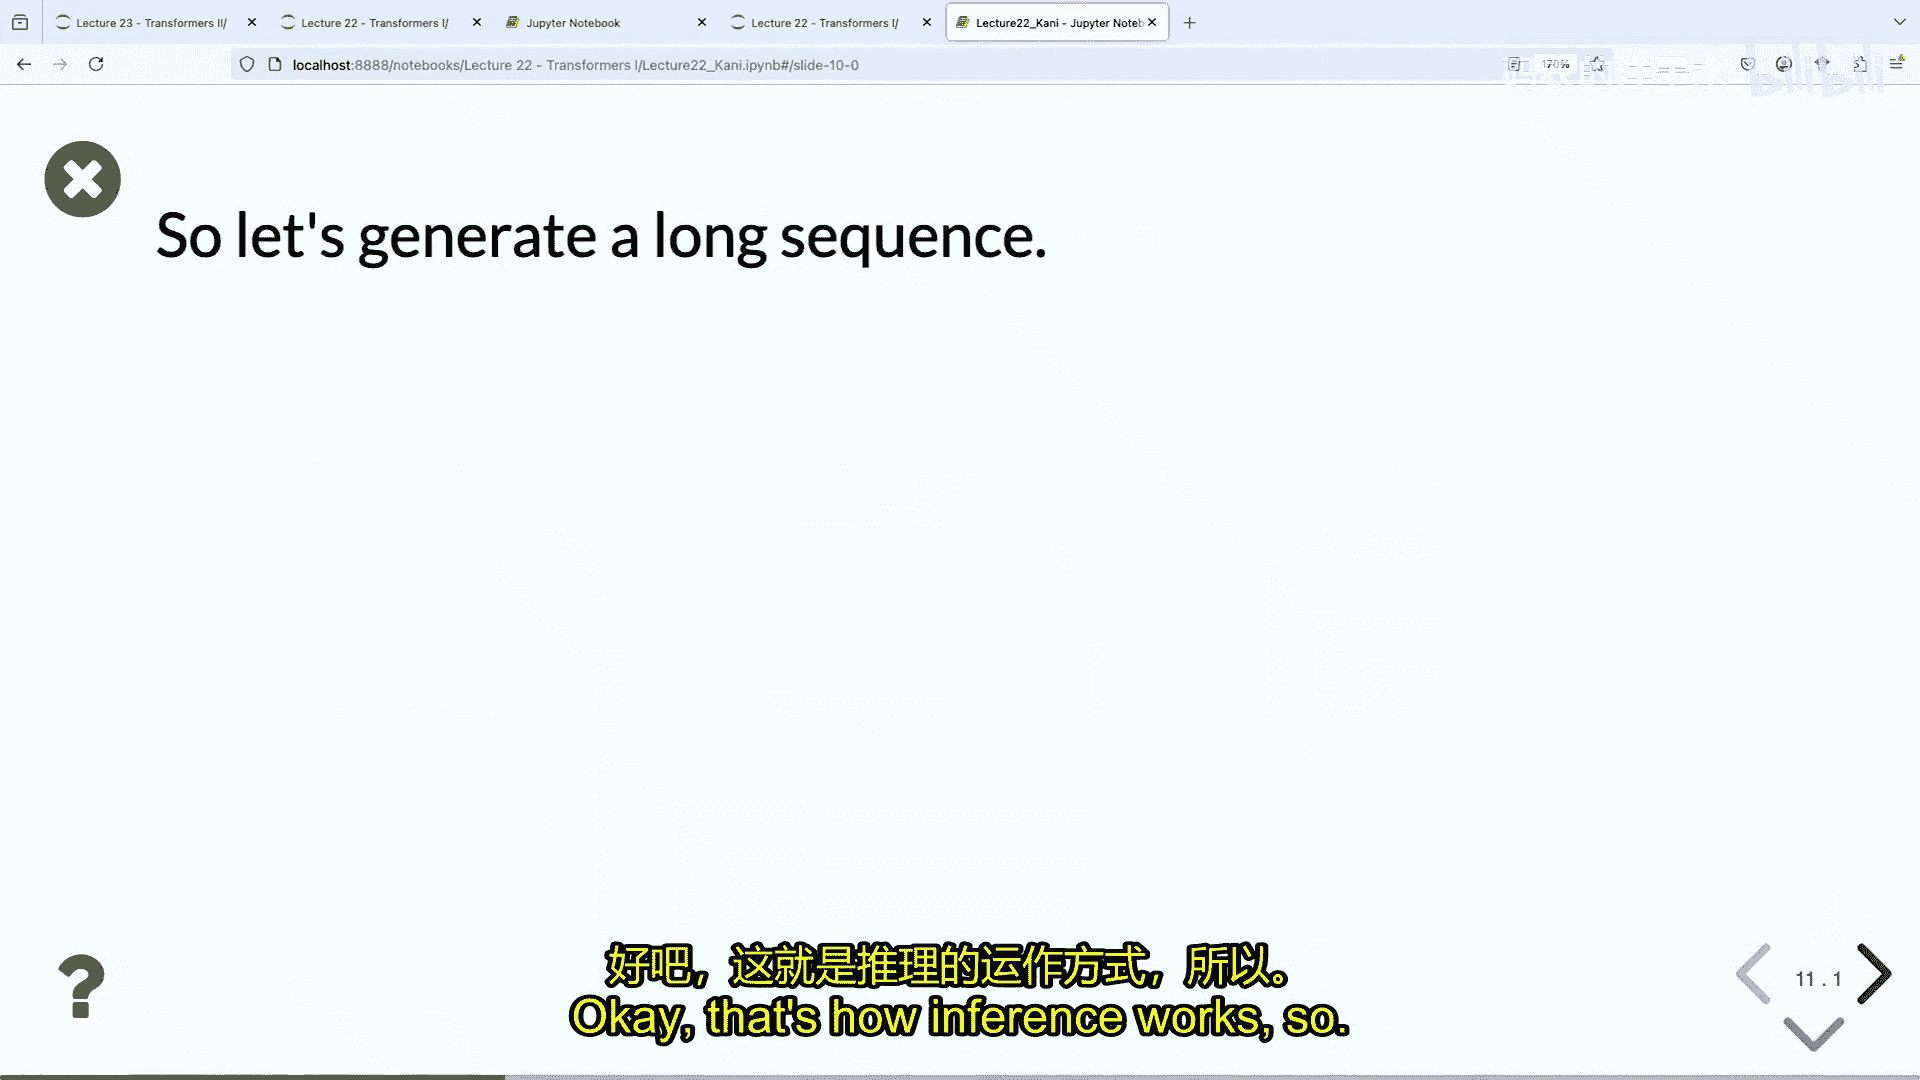 Lecture 23 - Transformers II/
Lecture 22 - Transformers I/
Jupyter Notebook
Lecture 22 - Transformers I/
Lecture22_Kani - Jupyter Noteb
localhost:8888/notebooks/Lecture 22 - Transformers I/Lecture22_Kani.ipynb#/slide-10-0
170%
bilibili
So let's generate a long sequence.
11.1
好吧，这就是推理的运作方式，所以。
Okay, that's how inference works, so.